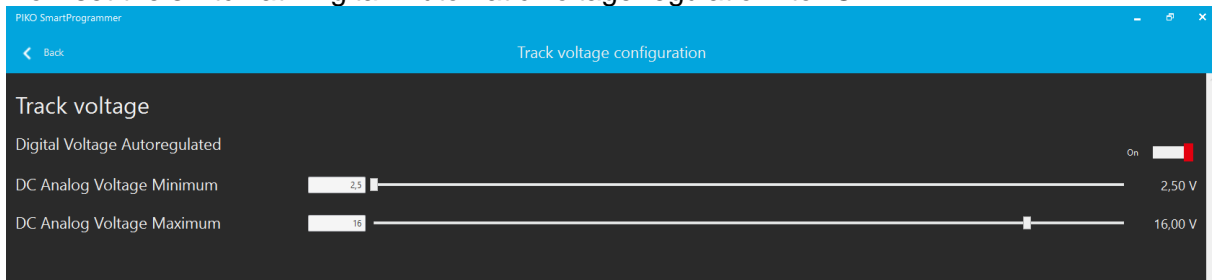 PIKO SmartProgrammer
Back
Track voltage configuration
Track voltage
Digital Voltage Autoregulated
On
DC Analog Voltage Minimum 2,5 2,50 V
DC Analog Voltage Maximum 16 16,00 V